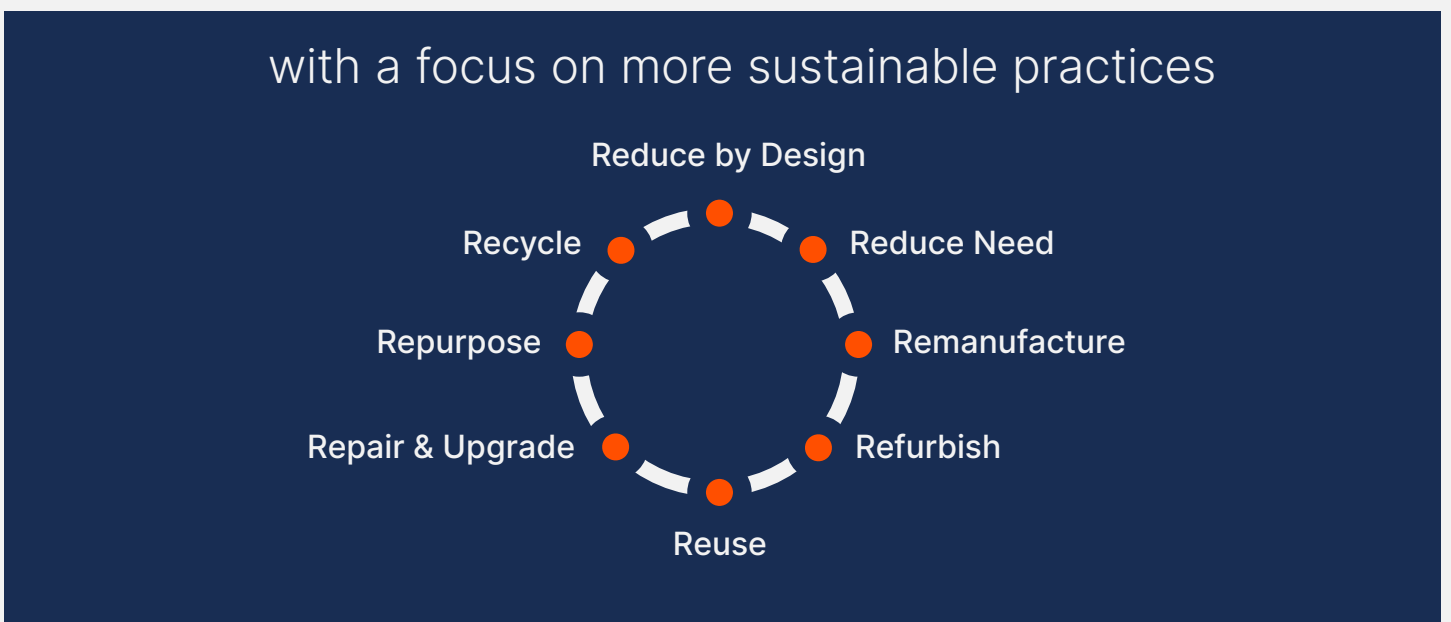 with a focus on more sustainable practices
Reduce by Design
Recycle
Reduce Need
Repurpose
Remanufacture
Repair & Upgrade
Refurbish
Reuse